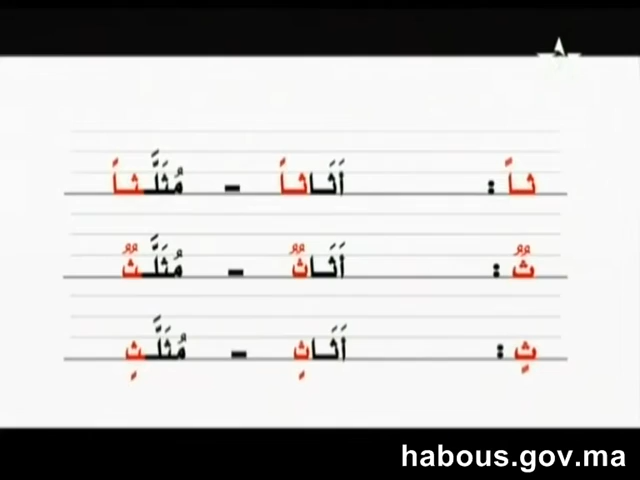 ثاً : أَثَاثاً - مُثَلَّثاً
ثٌ : أَثَاثٌ - مُثَلَّثٌ
ثٍ : أَثَاثٍ - مُثَلَّثٍ
habous.gov.ma